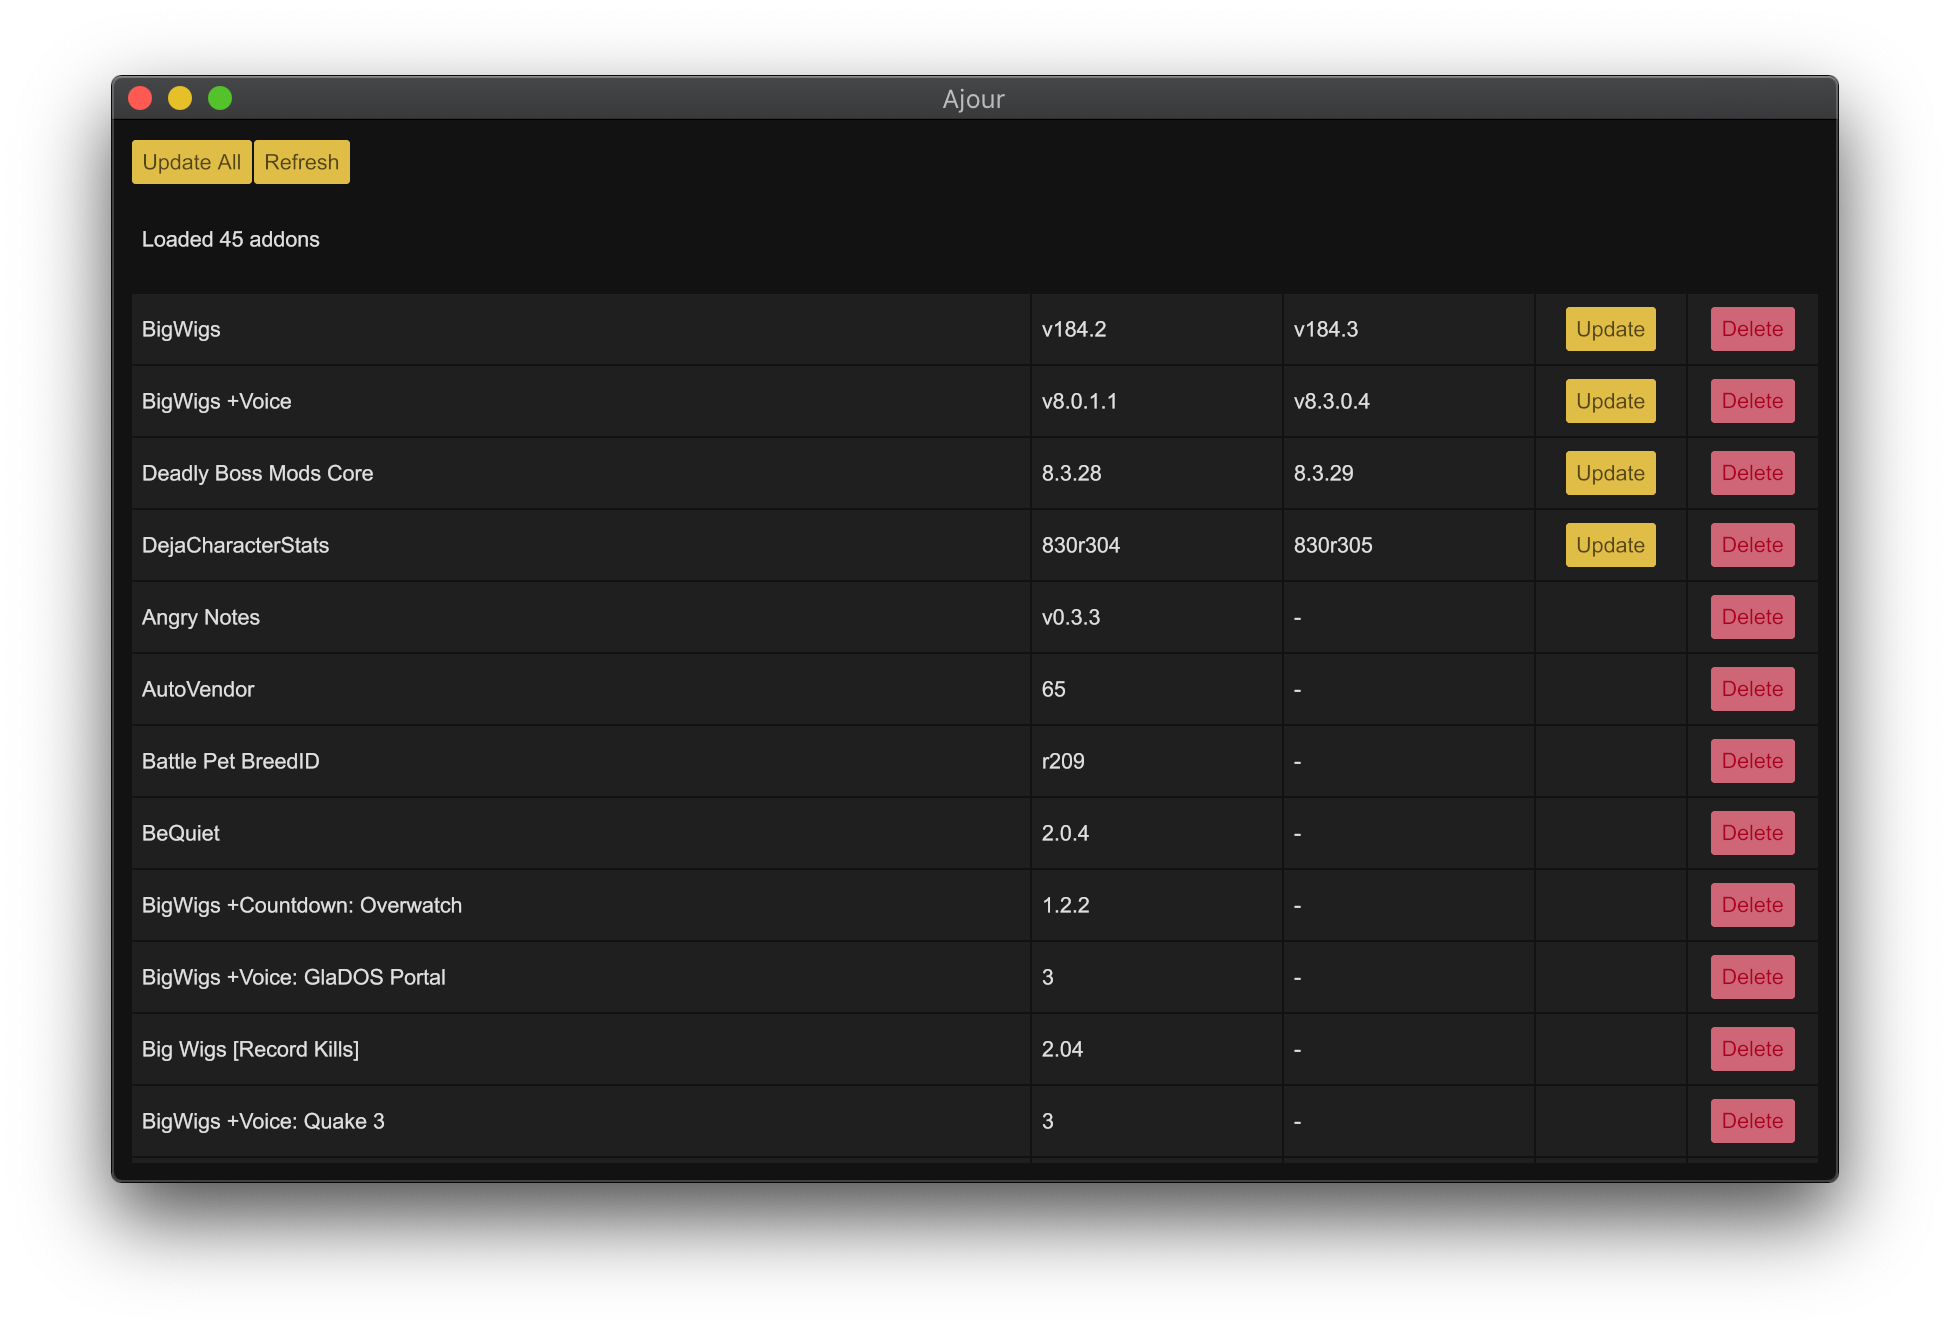 Ajour
Update All Refresh
Loaded 45 addons
BigWigs v184.2 v184.3 Update Delete
BigWigs +Voice v8.0.1.1 v8.3.0.4 Update Delete
Deadly Boss Mods Core 8.3.28 8.3.29 Update Delete
DejaCharacterStats 830r304 830r305 Update Delete
Angry Notes v0.3.3 - Delete
AutoVendor 65 - Delete
Battle Pet BreedID r209 - Delete
BeQuiet 2.0.4 - Delete
BigWigs +Countdown: Overwatch 1.2.2 - Delete
BigWigs +Voice: GlaDOS Portal 3 - Delete
Big Wigs [Record Kills] 2.04 - Delete
BigWigs +Voice: Quake 3 3 - Delete